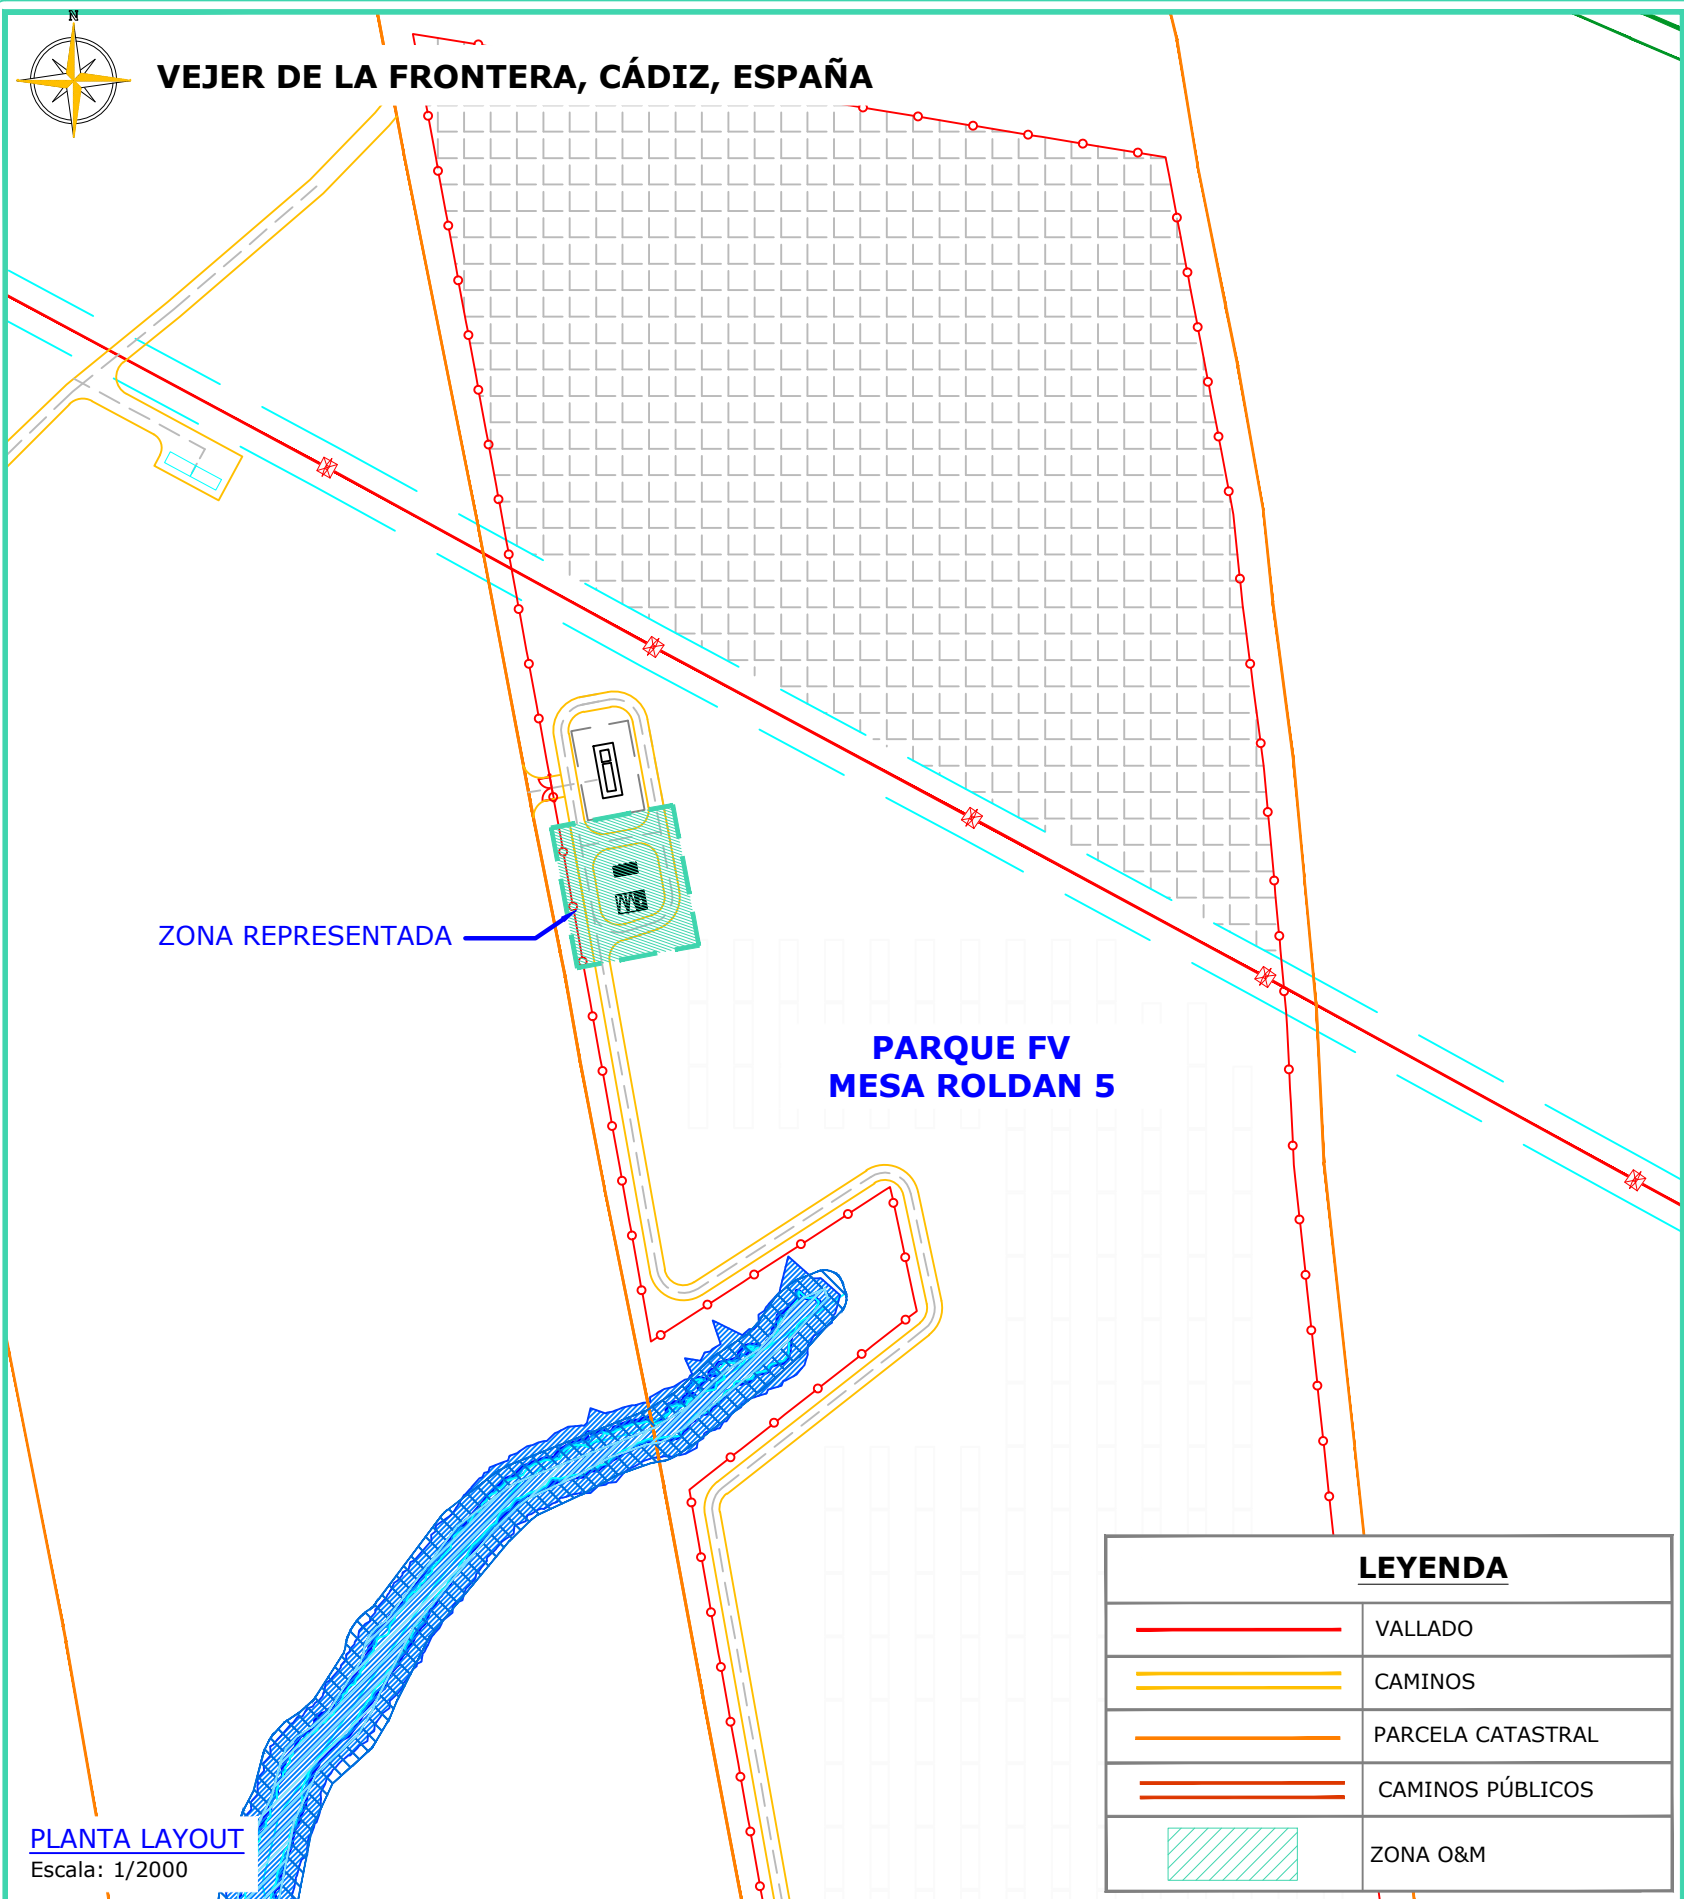 N
VEJER DE LA FRONTERA, CÁDIZ, ESPAÑA
ZONA REPRESENTADA
PARQUE FV
MESA ROLDAN 5
LEYENDA
VALLADO
CAMINOS
PARCELA CATASTRAL
CAMINOS PÚBLICOS
ZONA O&M
PLANTA LAYOUT
Escala: 1/2000